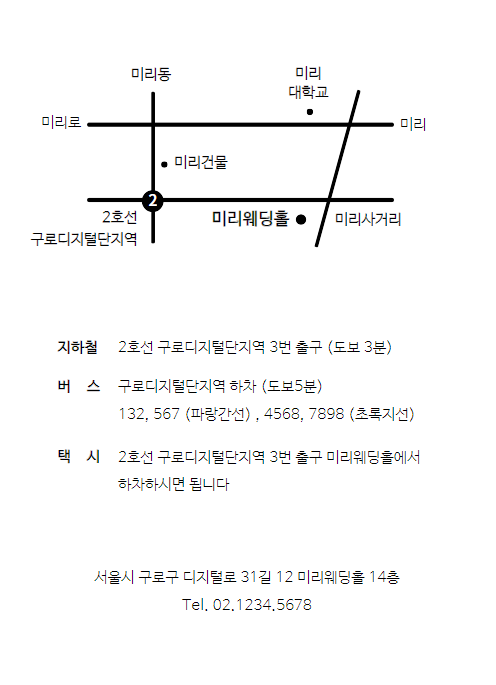 미리동
미리
대학교
미리로
미리
미리건물
2
2호선
구로디지털단지역
미리웨딩홀
미리사거리
지하철 2호선 구로디지털단지역 3번 출구 (도보 3분)
버 스 구로디지털단지역 하차 (도보5분)
132, 567 (파랑간선) , 4568, 7898 (초록지선)
택 시 2호선 구로디지털단지역 3번 출구 미리웨딩홀에서
하차하시면 됩니다
서울시 구로구 디지털로 31길 12 미리웨딩홀 14층
Tel. 02.1234.5678